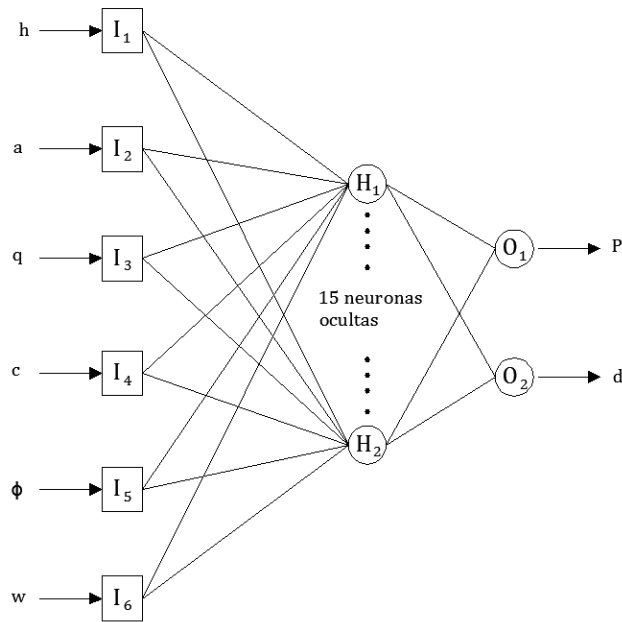 h I₁
a I₂
q I₃
c I₄
ϕ I₅
w I₆
H₁
15 neuronas
ocultas
H₂
O₁ P
O₂ d